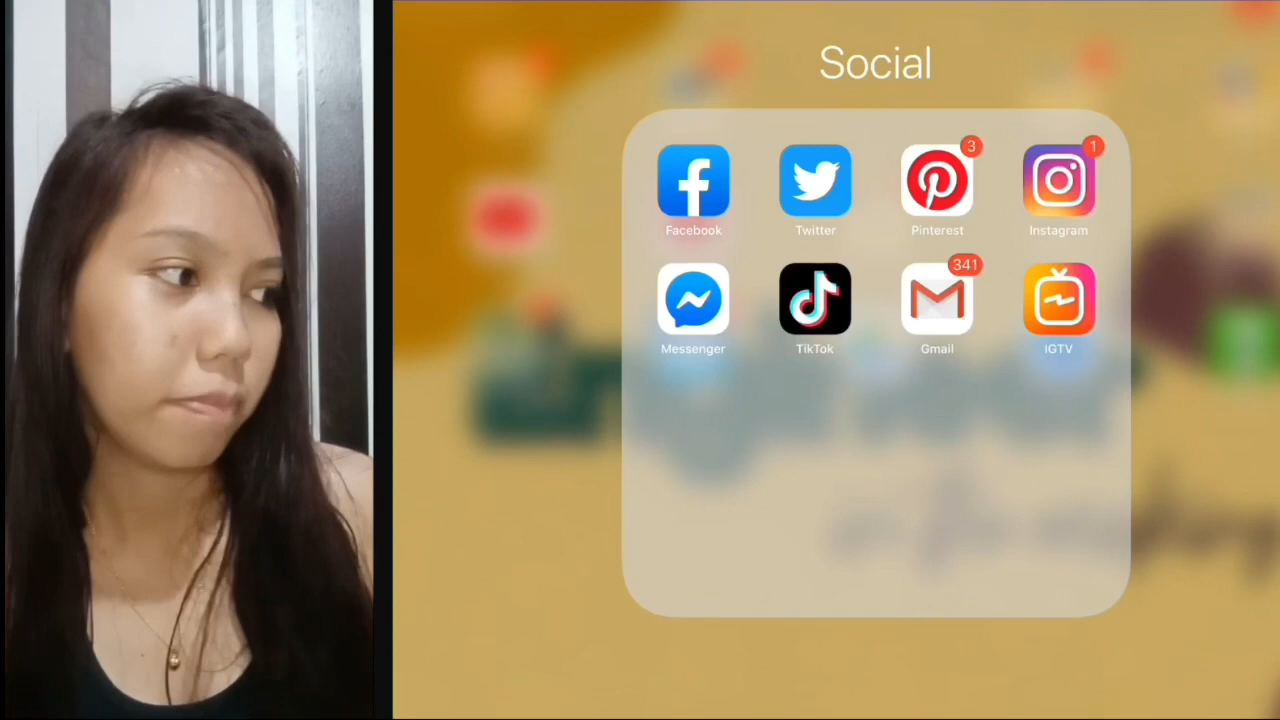 Social
3
1
Facebook
Twitter
Pinterest
Instagram
341
Messenger
TikTok
Gmail
IGTV